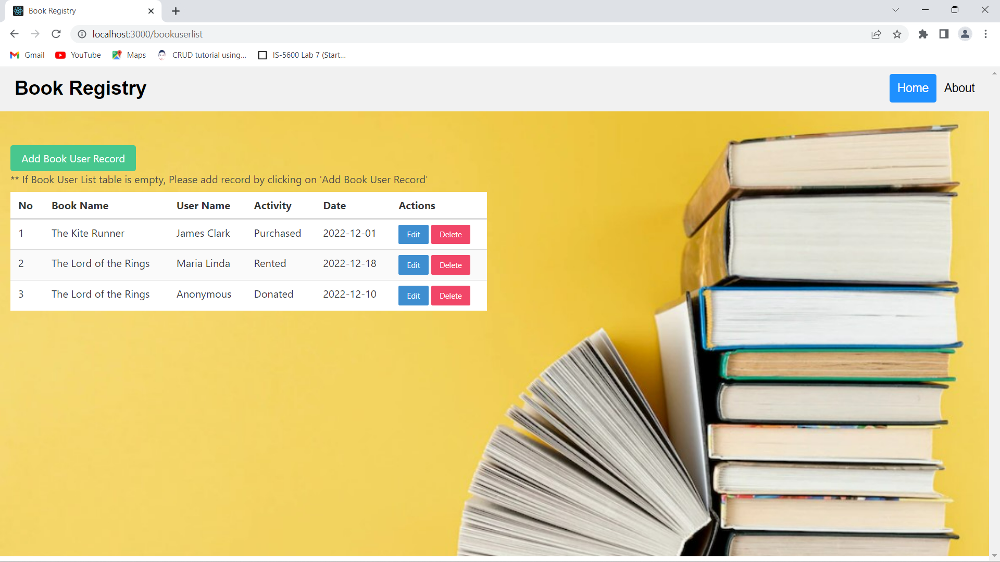 Book Registry
localhost:3000/bookuserlist
Gmail YouTube Maps CRUD tutorial using... IS-5600 Lab 7 (Start...
Book Registry Home About
Add Book User Record
** If Book User List table is empty, Please add record by clicking on 'Add Book User Record'
No Book Name User Name Activity Date Actions
1 The Kite Runner James Clark Purchased 2022-12-01 Edit Delete
2 The Lord of the Rings Maria Linda Rented 2022-12-18 Edit Delete
3 The Lord of the Rings Anonymous Donated 2022-12-10 Edit Delete